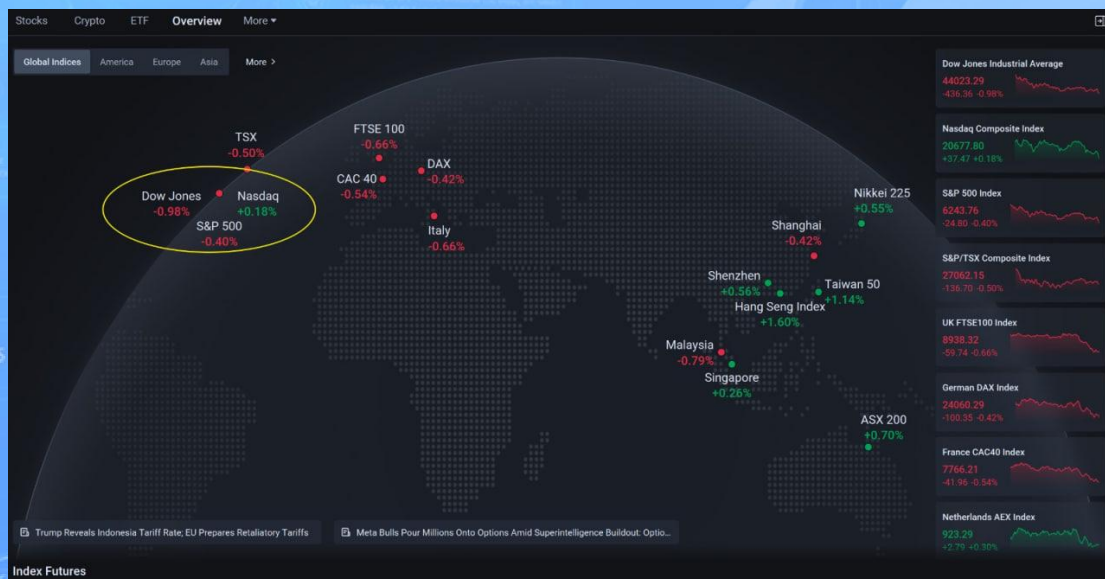 Stocks Crypto ETF Overview More ▾
Global Indices America Europe Asia More >
TSX
-0.50%
Dow Jones
-0.98%
Nasdaq
+0.18%
S&P 500
-0.40%
FTSE 100
-0.66%
CAC 40
-0.54%
DAX
-0.42%
Italy
-0.66%
Nikkei 225
+0.55%
Shanghai
-0.42%
Shenzhen
+0.56%
Taiwan 50
+1.14%
Hang Seng Index
+1.60%
Malaysia
-0.79%
Singapore
+0.26%
ASX 200
+0.70%
Dow Jones Industrial Average
44023.29
-436.36 -0.98%
Nasdaq Composite Index
20677.80
+37.47 +0.18%
S&P 500 Index
6243.76
-24.80 -0.40%
S&P/TSX Composite Index
27062.15
-136.70 -0.50%
UK FTSE100 Index
8938.32
-59.74 -0.66%
German DAX Index
24060.29
-100.35 -0.42%
France CAC40 Index
7766.21
-41.96 -0.54%
Netherlands AEX Index
923.29
+2.79 +0.30%
Trump Reveals Indonesia Tariff Rate; EU Prepares Retaliatory Tariffs
Meta Bulls Pour Millions Onto Options Amid Superintelligence Buildout: Optio...
Index Futures